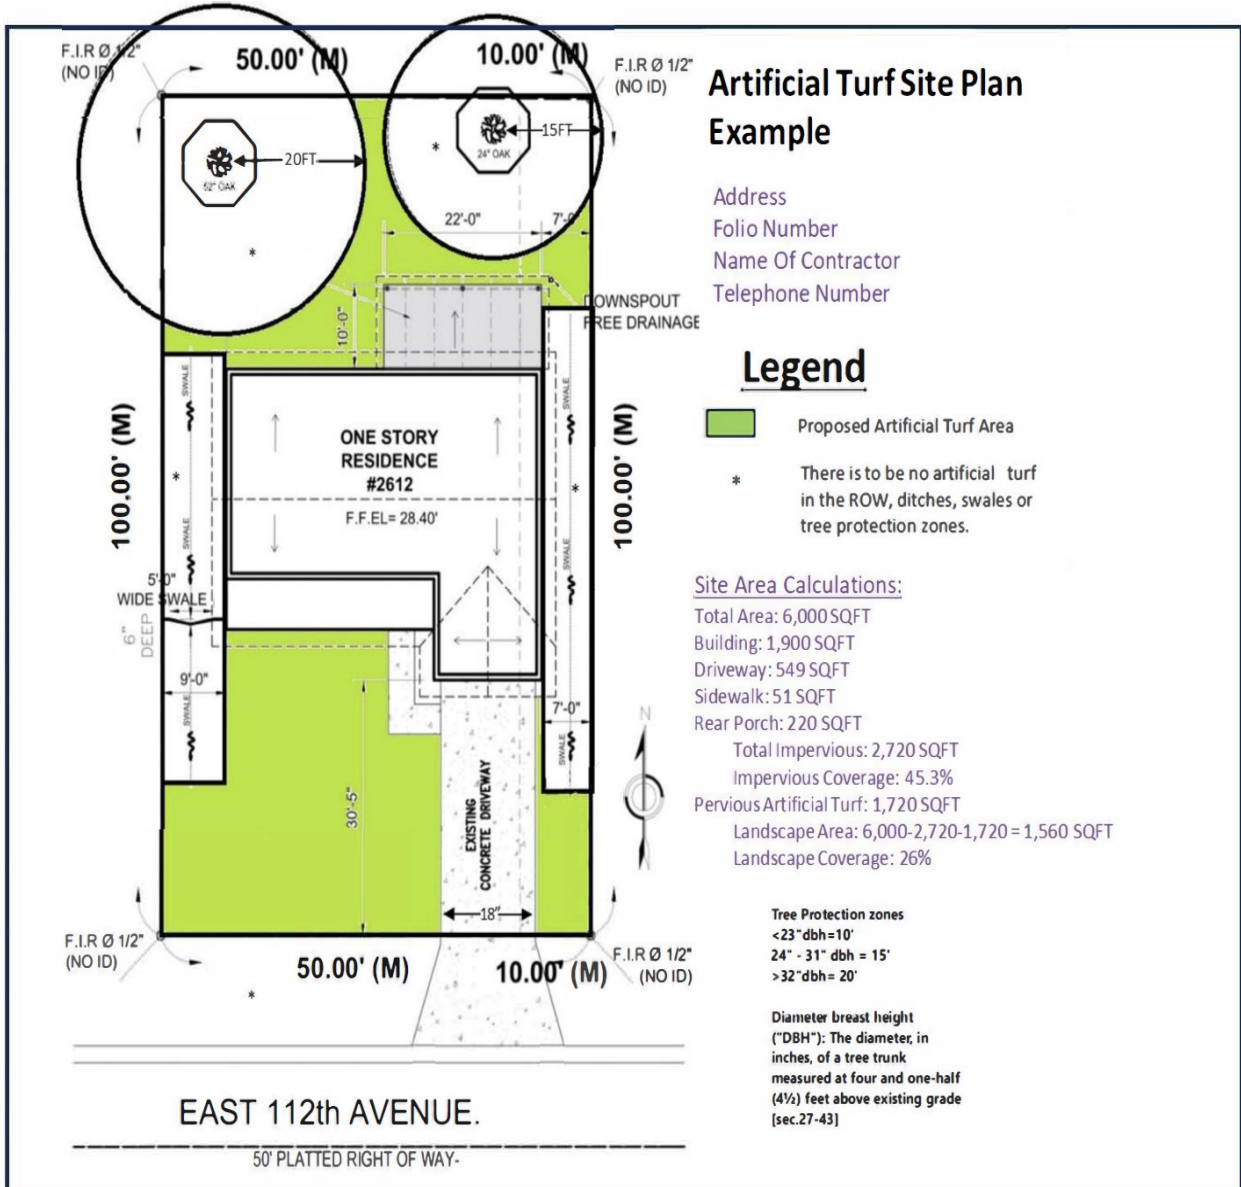 F.I.R Ø 1/2"
(NO ID)
50.00' (M)
10.00' (M)
F.I.R Ø 1/2"
(NO ID)
Artificial Turf Site Plan
Example
Address
Folio Number
Name Of Contractor
Telephone Number
15FT
24" OAK
*
20FT
*
22'-0"
7'-0"
DOWNSPOUT
FREE DRAINAGE
10'-0"
Legend
Proposed Artificial Turf Area
* There is to be no artificial turf
in the ROW, ditches, swales or
tree protection zones.
SWALE
SWALE
100.00' (M)
ONE STORY
RESIDENCE
#2612
F.F.EL= 28.40'
100.00' (M)
*
*
SWALE
SWALE
5'-0"
WIDE SWALE
6"
DEEP
9'-0"
SWALE
7'-0"
SWALE
N
30'-5"
EXISTING
CONCRETE DRIVEWAY
18"
Site Area Calculations:
Total Area: 6,000 SQFT
Building: 1,900 SQFT
Driveway: 549 SQFT
Sidewalk: 51 SQFT
Rear Porch: 220 SQFT
Total Impervious: 2,720 SQFT
Impervious Coverage: 45.3%
Pervious Artificial Turf: 1,720 SQFT
Landscape Area: 6,000-2,720-1,720 = 1,560 SQFT
Landscape Coverage: 26%
Tree Protection zones
<23"dbh=10'
24" - 31" dbh = 15'
>32"dbh= 20'
Diameter breast height
("DBH"): The diameter, in
inches, of a tree trunk
measured at four and one-half
(4½) feet above existing grade
[sec.27-43]
F.I.R Ø 1/2"
(NO ID)
50.00' (M)
10.00' (M)
F.I.R Ø 1/2"
(NO ID)
*
EAST 112th AVENUE.
50' PLATTED RIGHT OF WAY-